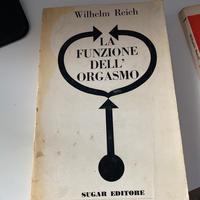 Wilhelm Reich
LA
FUNZIONE
DELL'
ORGASMO
SUGAR EDITORE